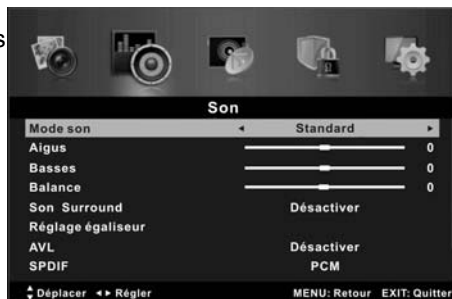 s
Son
Mode son ◄ Standard ►
Aigus 0
Basses 0
Balance 0
Son Surround Désactiver
Réglage égaliseur
AVL Désactiver
SPDIF PCM
Déplacer ◄► Régler MENU: Retour EXIT: Quitter